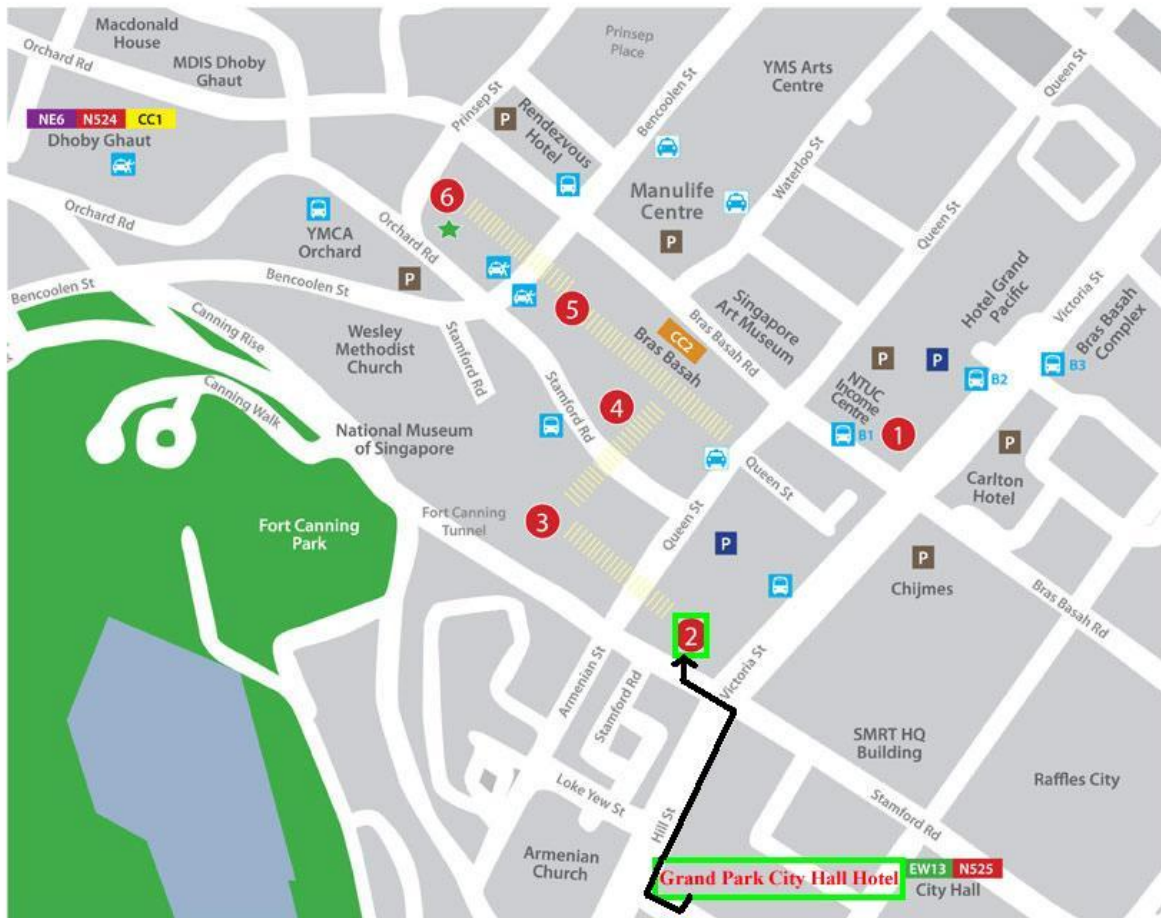 Macdonald
House
Orchard Rd
MDIS Dhoby
Ghaut
NE6 N524 CC1
Dhoby Ghaut
Orchard Rd
Prinsep St
Prinsep
Place
P
Rendezvous
Hotel
Bencoolen St
YMS Arts
Centre
Queen St
Waterloo St
Manulife
Centre
P
6
YMCA
Orchard
Orchard Rd
P
Bencoolen St
Bencoolen St
Canning Rise
Canning Walk
Wesley
Methodist
Church
Stamford Rd
5
CC2
Bras Basah
Bras Basah Rd
Singapore
Art Museum
Queen St
Hotel Grand
Pacific
Victoria St
Bras Basah
Complex
P
P
B2
B3
NTUC
Income
Centre
B1
1
4
National Museum
of Singapore
Stamford Rd
P
Carlton
Hotel
Queen St
3
Fort Canning
Tunnel
Fort Canning
Park
Queen St
P
P
Chijmes
Bras Basah Rd
2
Armenian St
Stamford Rd
Victoria St
SMRT HQ
Building
Raffles City
Stamford Rd
Loke Yew St
Hill St
Armenian
Church
Grand Park City Hall Hotel
EW13 N525
City Hall